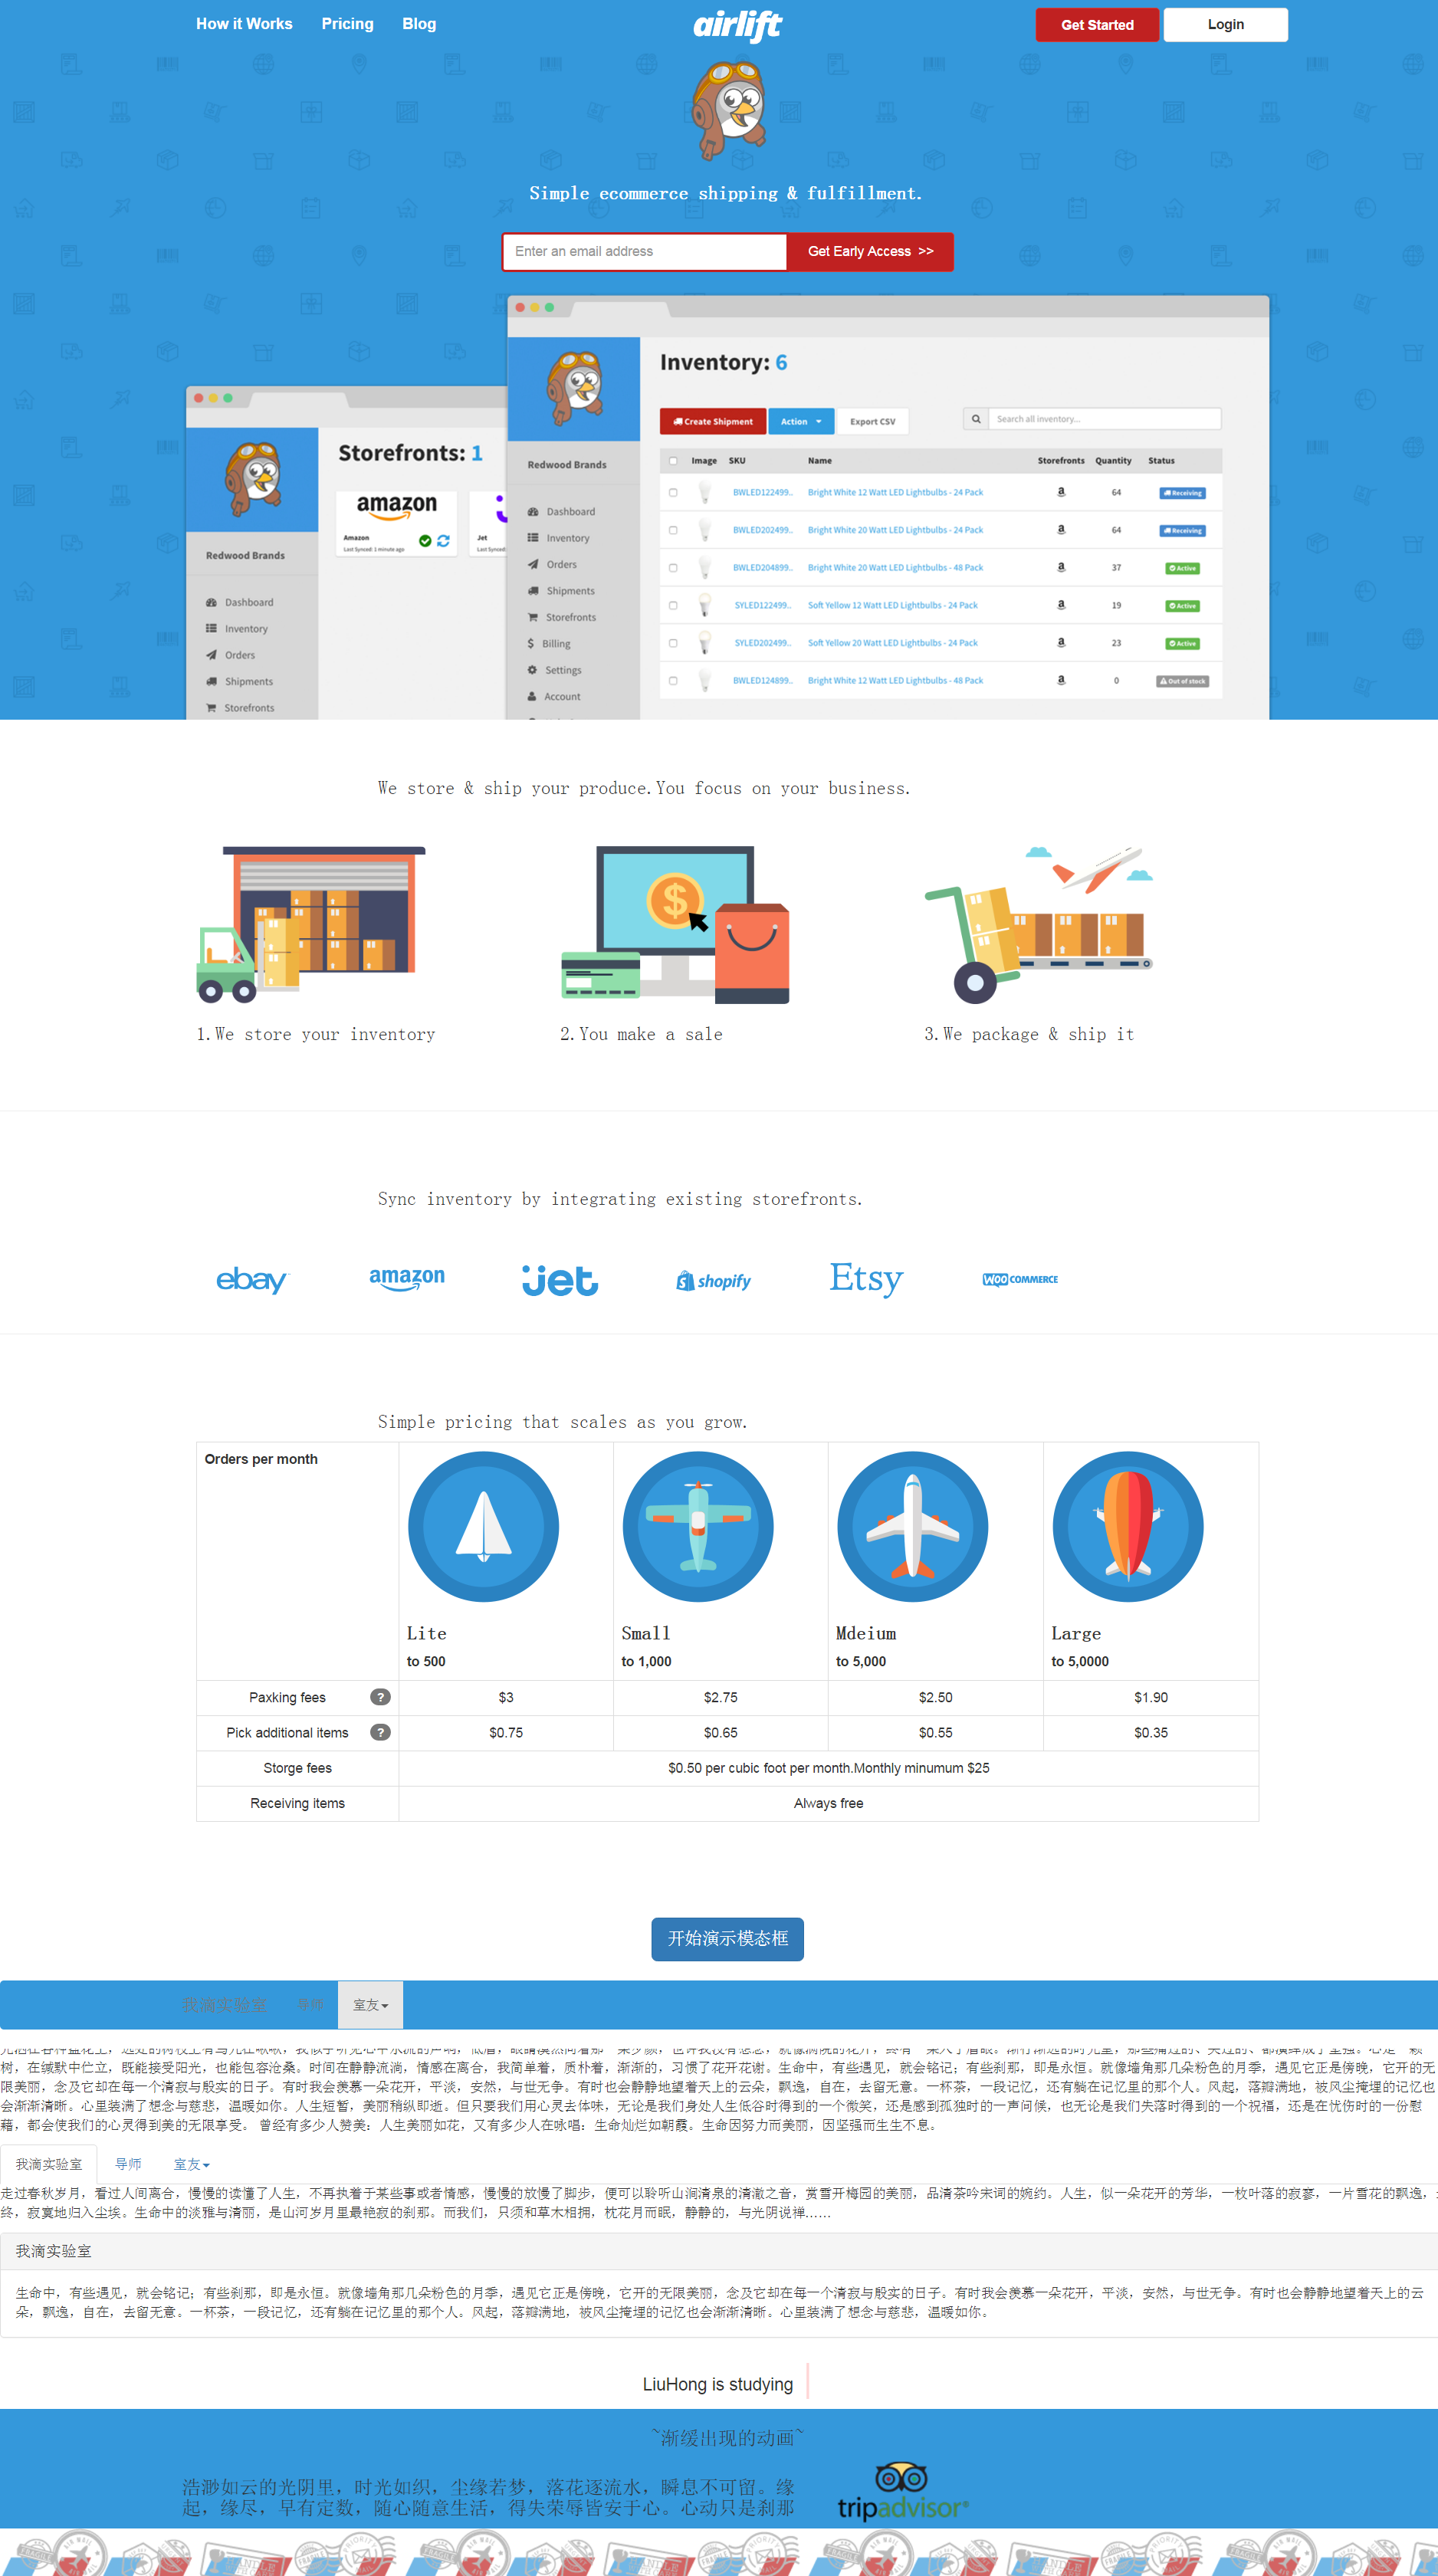 How it Works Pricing Blog
airlift
Get Started Login
Simple ecommerce shipping & fulfillment.
Enter an email address Get Early Access >>
Storefronts: 1
amazon
Amazon
Last Synced: 1 minute ago
Jet
Last Synced:
Redwood Brands
Dashboard
Inventory
Orders
Shipments
Storefronts
Inventory: 6
Create Shipment Action Export CSV Search all inventory...
Redwood Brands
Dashboard
Inventory
Orders
Shipments
Storefronts
Billing
Settings
Account
Image SKU Name Storefronts Quantity Status
BWLED122499.. Bright White 12 Watt LED Lightbulbs - 24 Pack a 64 Receiving
BWLED202499.. Bright White 20 Watt LED Lightbulbs - 24 Pack a 64 Receiving
BWLED204899.. Bright White 20 Watt LED Lightbulbs - 48 Pack a 37 Active
SYLED122499.. Soft Yellow 12 Watt LED Lightbulbs - 24 Pack a 19 Active
SYLED202499.. Soft Yellow 20 Watt LED Lightbulbs - 24 Pack a 23 Active
BWLED124899.. Bright White 12 Watt LED Lightbulbs - 48 Pack a 0 Out of stock
We store & ship your produce.You focus on your business.
1.We store your inventory
2.You make a sale
3.We package & ship it
Sync inventory by integrating existing storefronts.
ebay amazon jet shopify Etsy WOO COMMERCE
Simple pricing that scales as you grow.
Orders per month
Lite Small Mdeium Large
to 500 to 1,000 to 5,000 to 5,0000
Paxking fees ? $3 $2.75 $2.50 $1.90
Pick additional items ? $0.75 $0.65 $0.55 $0.35
Storge fees $0.50 per cubic foot per month.Monthly minumum $25
Receiving items Always free
开始演示模态框
我滴实验室 导师 室友
树，在缄默中伫立，既能接受阳光，也能包容沧桑。时间在静静流淌，情感在离合，我简单着，质朴着，渐渐的，习惯了花开花谢。生命中，有些遇见，就会铭记；有些刹那，即是永恒。就像墙角那几朵粉色的月季，遇见它正是傍晚，它开的无
限美丽，念及它却在每一个清寂与殷实的日子。有时我会羡慕一朵花开，平淡，安然，与世无争。有时也会静静地望着天上的云朵，飘逸，自在，去留无意。一杯茶，一段记忆，还有躺在记忆里的那个人。风起，落瓣满地，被风尘掩埋的记忆也
会渐渐清晰。心里装满了想念与慈悲，温暖如你。人生短暂，美丽稍纵即逝。但只要我们用心灵去体味，无论是我们身处人生低谷时得到的一个微笑，还是感到孤独时的一声问候，也无论是我们失落时得到的一个祝福，还是在忧伤时的一份慰
藉，都会使我们的心灵得到美的无限享受。 曾经有多少人赞美：人生美丽如花，又有多少人在咏唱：生命灿烂如朝霞。生命因努力而美丽，因坚强而生生不息。
我滴实验室 导师 室友
走过春秋岁月，看过人间离合，慢慢的读懂了人生，不再执着于某些事或者情感，慢慢的放慢了脚步，便可以聆听山涧清泉的清澈之音，赏雪开梅园的美丽，品清茶吟宋词的婉约。人生，似一朵花开的芳华，一枚叶落的寂寥，一片雪花的飘逸，
终，寂寞地归入尘埃。生命中的淡雅与清丽，是山河岁月里最艳寂的刹那。而我们，只须和草木相拥，枕花月而眠，静静的，与光阴说禅……
我滴实验室
生命中，有些遇见，就会铭记；有些刹那，即是永恒。就像墙角那几朵粉色的月季，遇见它正是傍晚，它开的无限美丽，念及它却在每一个清寂与殷实的日子。有时我会羡慕一朵花开，平淡，安然，与世无争。有时也会静静地望着天上的云
朵，飘逸，自在，去留无意。一杯茶，一段记忆，还有躺在记忆里的那个人。风起，落瓣满地，被风尘掩埋的记忆也会渐渐清晰。心里装满了想念与慈悲，温暖如你。
LiuHong is studying
~渐缓出现的动画~
浩渺如云的光阴里，时光如织，尘缘若梦，落花逐流水，瞬息不可留。缘
起，缘尽，早有定数，随心随意生活，得失荣辱皆安于心。心动只是刹那
tripadvisor®